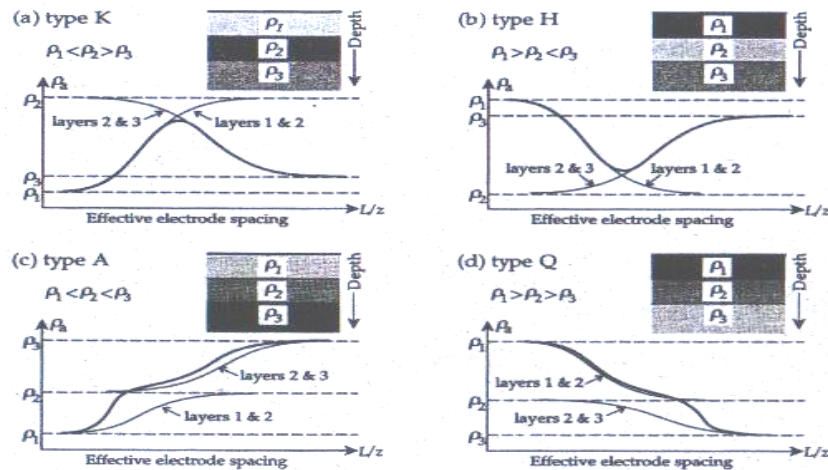 (a) type K
ρ₁<ρ₂>ρ₃
ρ₁
ρ₂
ρ₃
Depth
ρₐ
ρ₂
ρ₃
ρ₁
layers 2 & 3
layers 1 & 2
Effective electrode spacing
L/z
(b) type H
ρ₁>ρ₂<ρ₃
ρ₁
ρ₂
ρ₃
Depth
ρₐ
ρ₁
ρ₃
ρ₂
layers 2 & 3
layers 1 & 2
Effective electrode spacing
L/z
(c) type A
ρ₁<ρ₂<ρ₃
ρ₁
ρ₂
ρ₃
Depth
ρₐ
ρ₃
ρ₂
ρ₁
layers 2 & 3
layers 1 & 2
Effective electrode spacing
L/z
(d) type Q
ρ₁>ρ₂>ρ₃
ρ₁
ρ₂
ρ₃
Depth
ρₐ
ρ₁
ρ₂
ρ₃
layers 1 & 2
layers 2 & 3
Effective electrode spacing
L/z